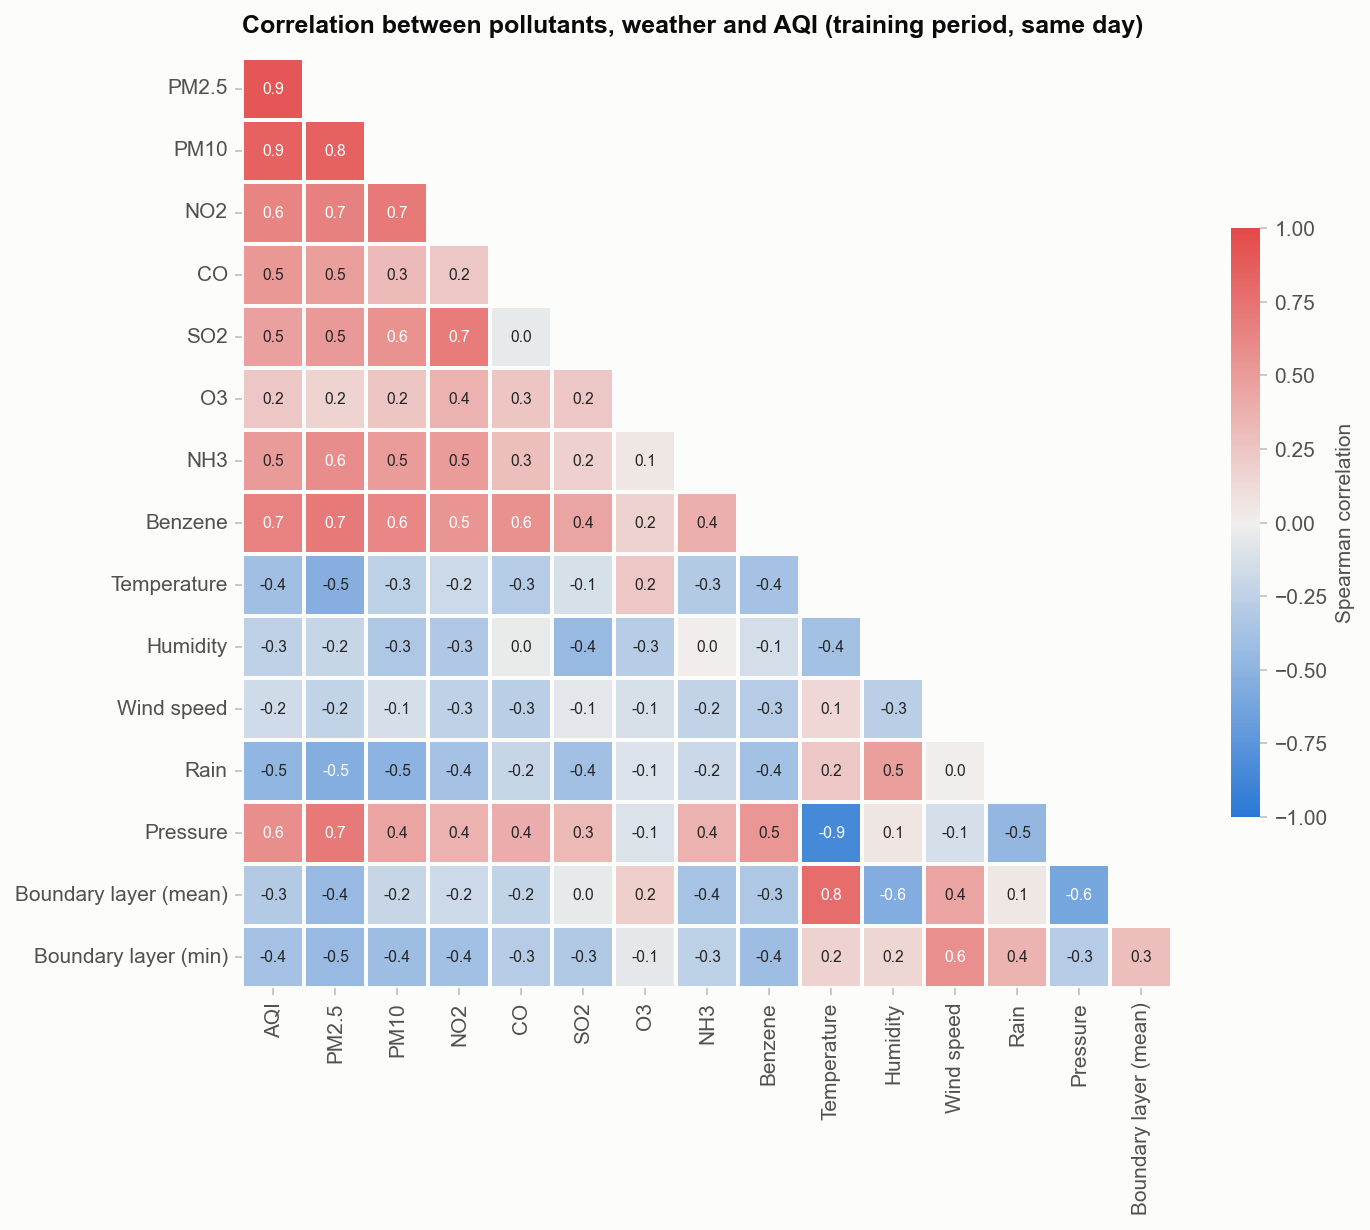 Correlation between pollutants, weather and AQI (training period, same day)
PM2.5 0.9
PM10 0.9 0.8
NO2 0.6 0.7 0.7
CO 0.5 0.5 0.3 0.2
SO2 0.5 0.5 0.6 0.7 0.0
O3 0.2 0.2 0.2 0.4 0.3 0.2
NH3 0.5 0.6 0.5 0.5 0.3 0.2 0.1
Benzene 0.7 0.7 0.6 0.5 0.6 0.4 0.2 0.4
Temperature -0.4 -0.5 -0.3 -0.2 -0.3 -0.1 0.2 -0.3 -0.4
Humidity -0.3 -0.2 -0.3 -0.3 0.0 -0.4 -0.3 0.0 -0.1 -0.4
Wind speed -0.2 -0.2 -0.1 -0.3 -0.3 -0.1 -0.1 -0.2 -0.3 0.1 -0.3
Rain -0.5 -0.5 -0.5 -0.4 -0.2 -0.4 -0.1 -0.2 -0.4 0.2 0.5 0.0
Pressure 0.6 0.7 0.4 0.4 0.4 0.3 -0.1 0.4 0.5 -0.9 0.1 -0.1 -0.5
Boundary layer (mean) -0.3 -0.4 -0.2 -0.2 -0.2 0.0 0.2 -0.4 -0.3 0.8 -0.6 0.4 0.1 -0.6
Boundary layer (min) -0.4 -0.5 -0.4 -0.4 -0.3 -0.3 -0.1 -0.3 -0.4 0.2 0.2 0.6 0.4 -0.3 0.3
AQI
PM2.5
PM10
NO2
CO
SO2
O3
NH3
Benzene
Temperature
Humidity
Wind speed
Rain
Pressure
Boundary layer (mean)
1.00
0.75
0.50
0.25
0.00
−0.25
−0.50
−0.75
−1.00
Spearman correlation